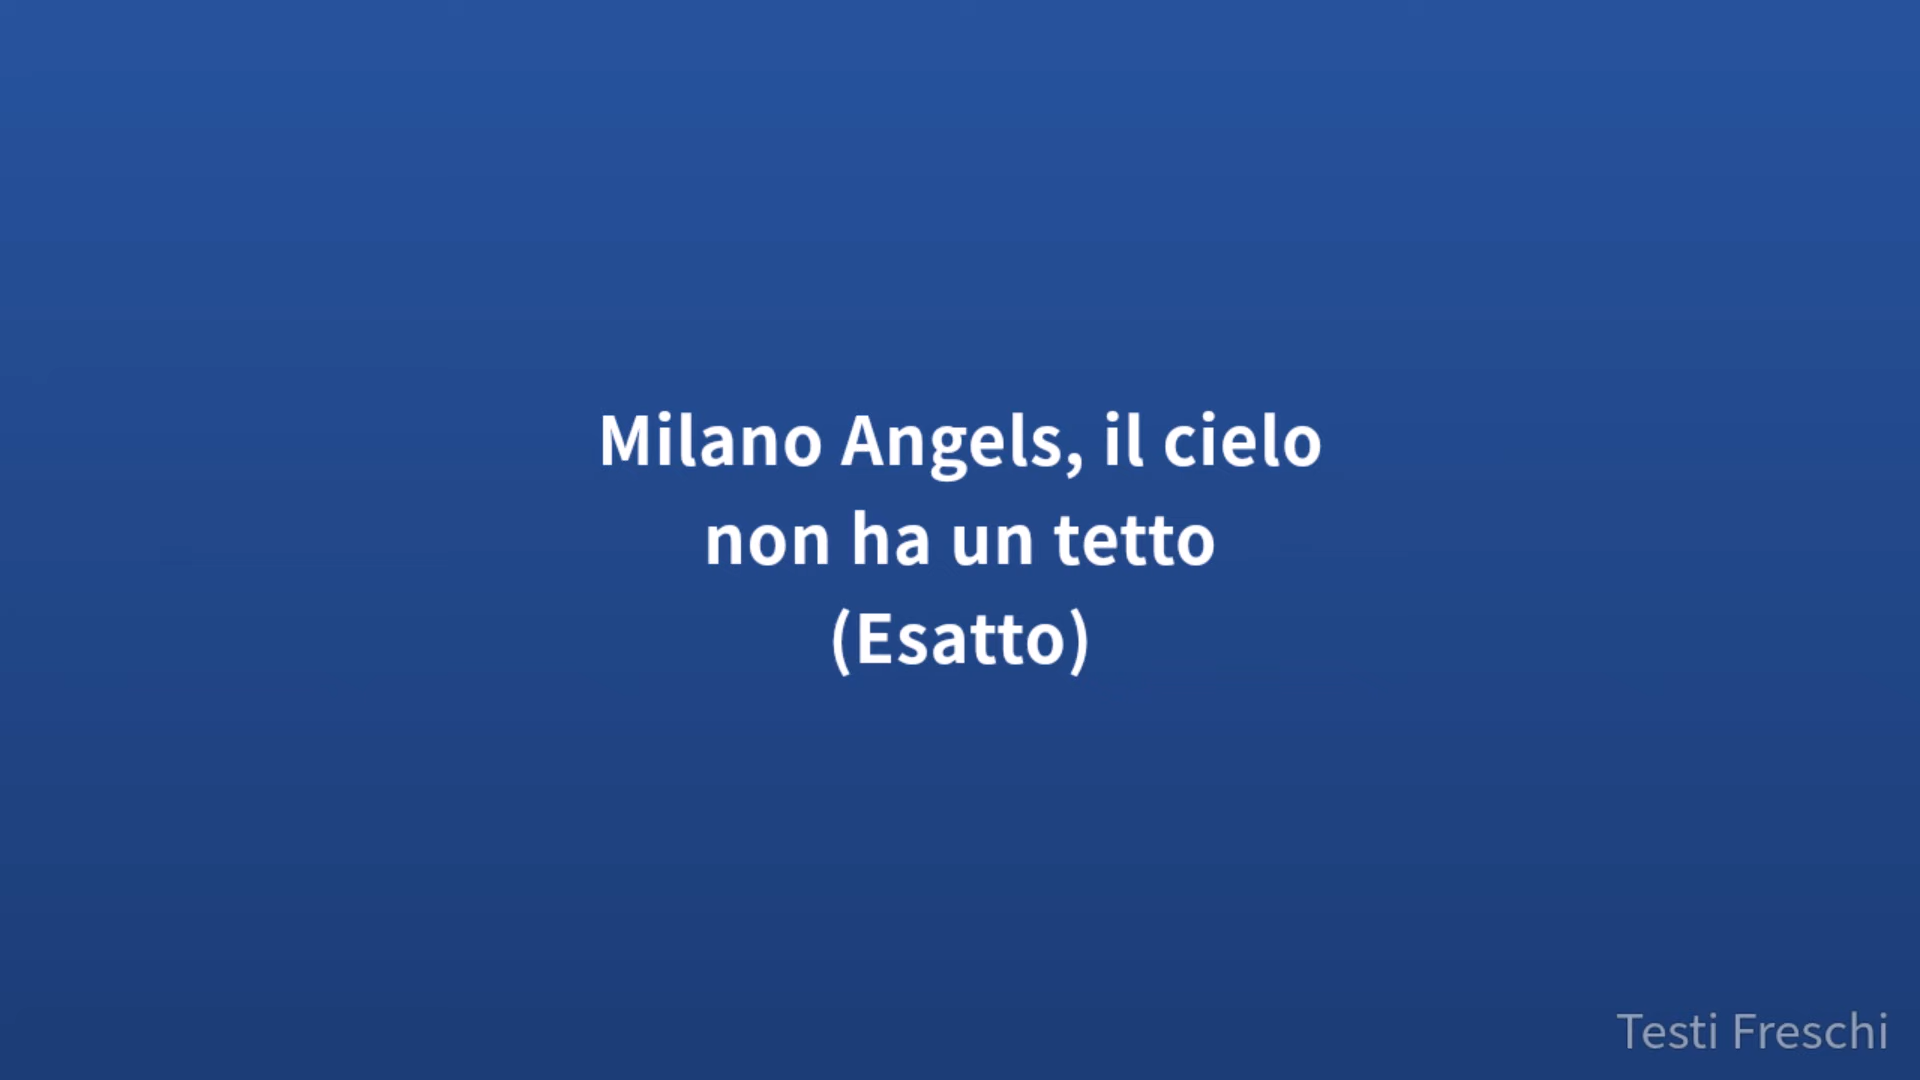 Milano Angels, il cielo
non ha un tetto
(Esatto)
Testi Freschi